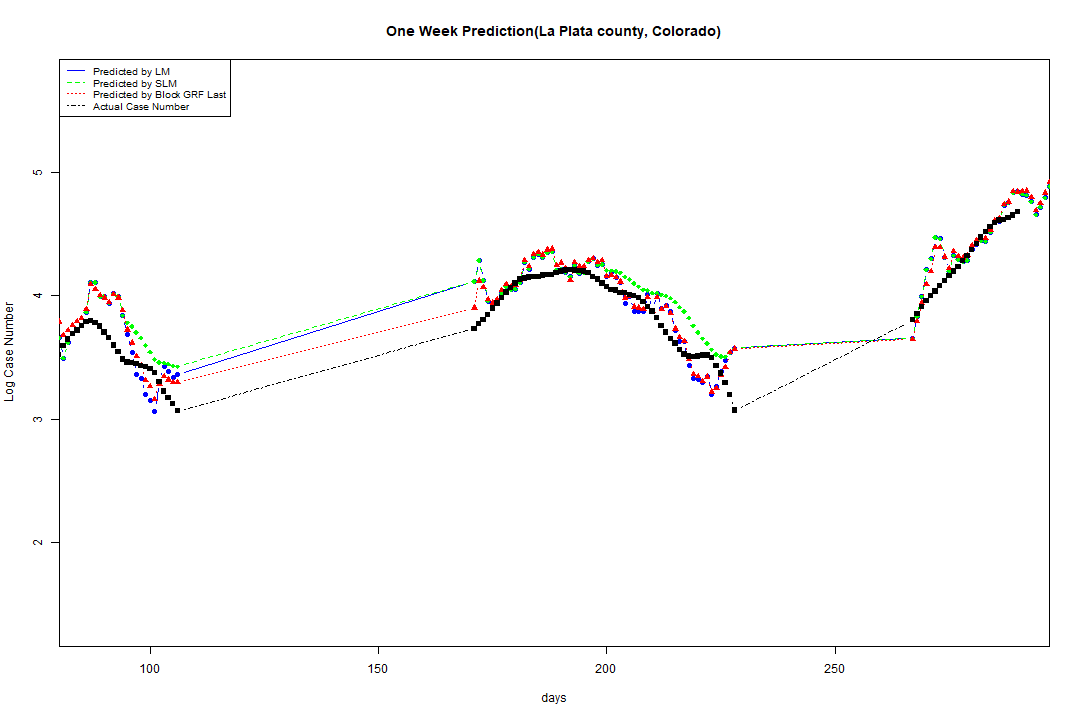 One Week Prediction(La Plata county, Colorado)
Predicted by LM
Predicted by SLM
Predicted by Block GRF Last
Actual Case Number
5
4
3
2
Log Case Number
100 150 200 250
days